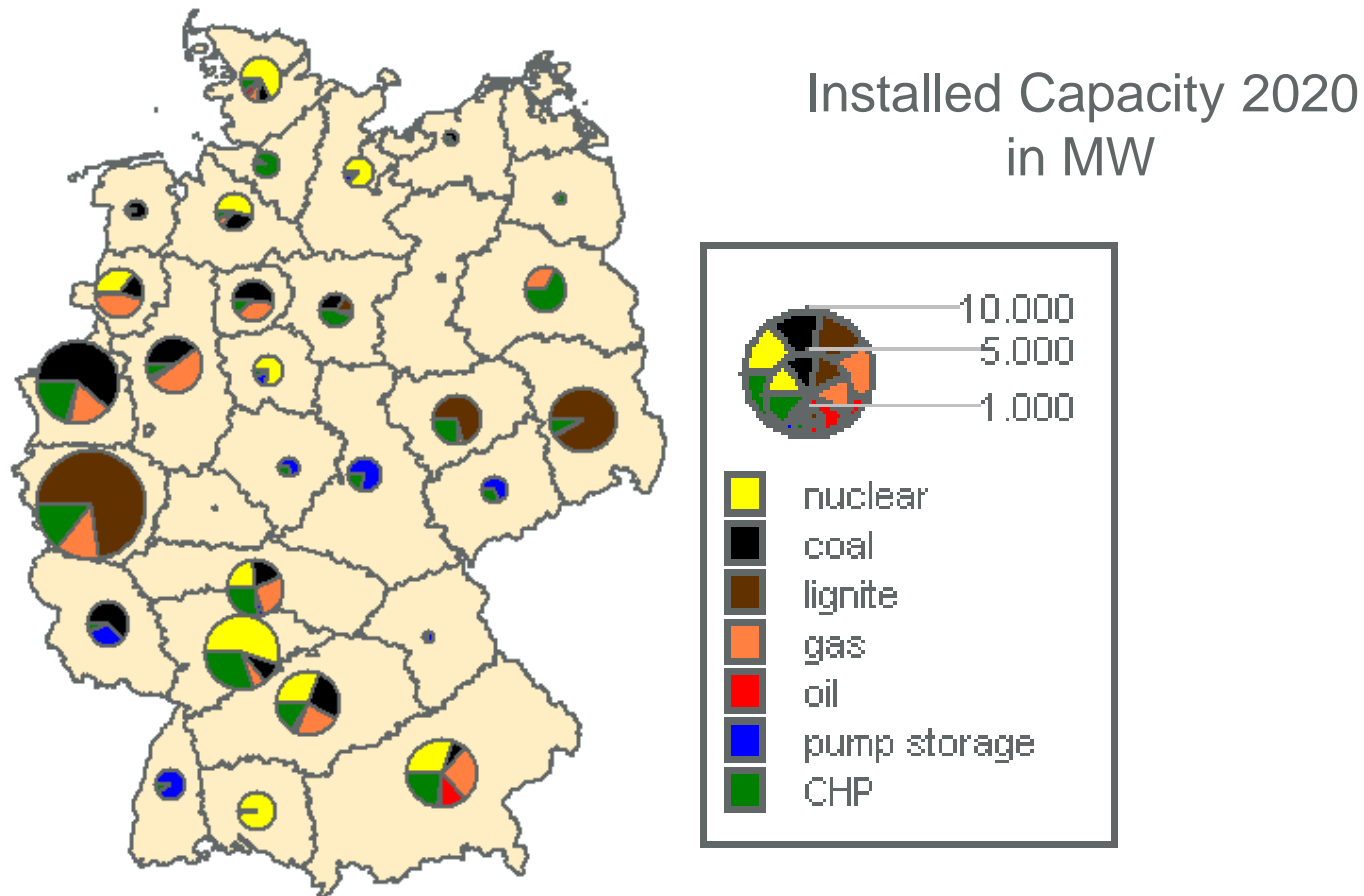 Installed Capacity 2020
in MW
10.000
5.000
1.000
nuclear
coal
lignite
gas
oil
pump storage
CHP